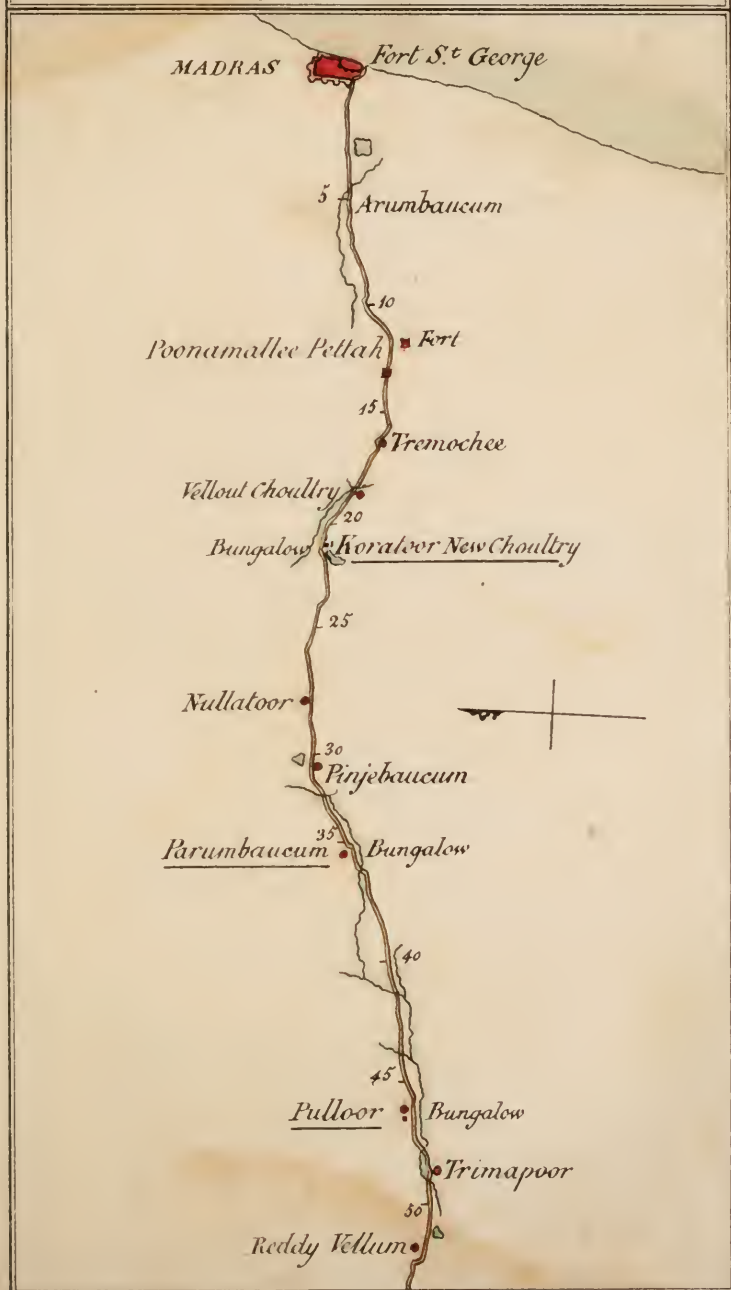 MADRAS
Fort S.t George
5
Arumbaucum
10
Fort
Poonamallee Pettah
15
Tremochee
Vellout Choultry
20
Bungalow
Koratoor New Choultry
25
Nullatoor
30
Pinjebaucum
35
Parumbaucum
Bungalow
40
45
Pulloor
Bungalow
Trimapoor
50
Reddy Vellum